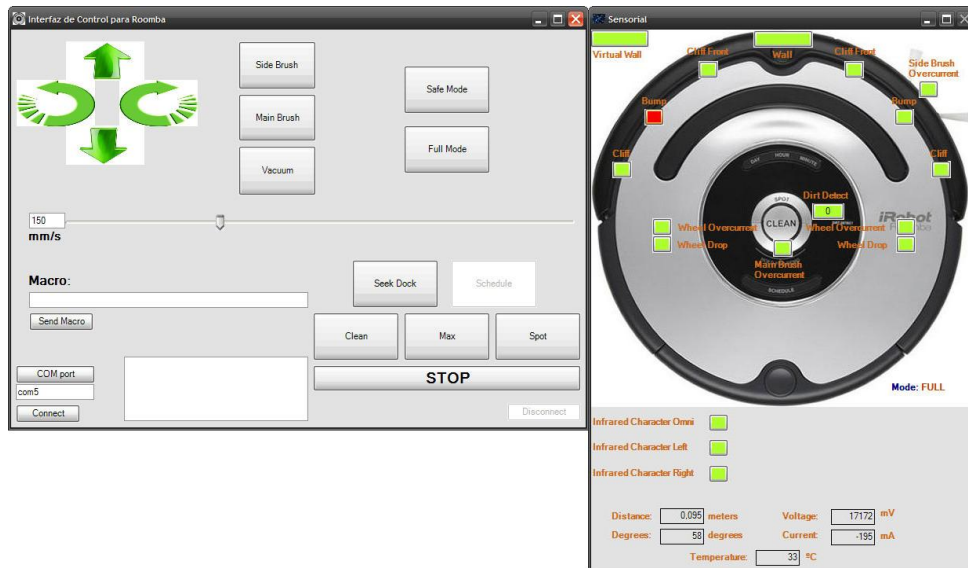 Interfaz de Control para Roomba
Side Brush
Main Brush
Vacuum
Safe Mode
Full Mode
150
mm/s
Macro:
Send Macro
Seek Dock
Schedule
Clean
Max
Spot
STOP
COM port
com5
Connect
Disconnect
Sensorial
Virtual Wall
Cliff Front
Wall
Cliff Front
Side Brush
Overcurrent
Bump
Bump
Cliff
Cliff
DAY HOUR MINUTE
Dirt Detect
0
SPOT
CLEAN
iRobot
Wheel Overcurrent
Wheel Overcurrent
Wheel Drop
Wheel Drop
Main Brush
Overcurrent
SCHEDULE
Mode: FULL
Infrared Character Omni
Infrared Character Left
Infrared Character Right
Distance: 0,095 meters
Voltage: 17172 mV
Degrees: 58 degrees
Current: -195 mA
Temperature: 33 ºC